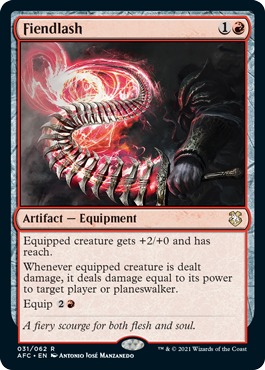 Fiendlash 1
Artifact — Equipment
Equipped creature gets +2/+0 and has
reach.
Whenever equipped creature is dealt
damage, it deals damage equal to its power
to target player or planeswalker.
Equip 2
A fiery scourge for both flesh and soul.
031/062 R
AFC • EN Antonio José Manzanedo
™ & © 2021 Wizards of the Coast